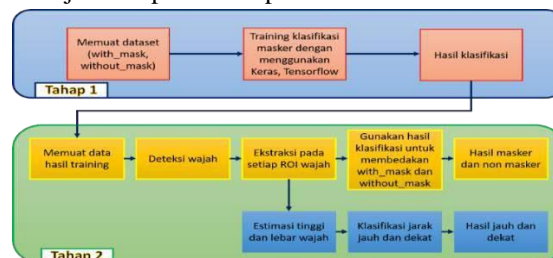 Memuat dataset
(with_mask,
without_mask)
Training klasifikasi
masker dengan
menggunakan
Keras, Tensorflow
Hasil klasifikasi
Tahap 1
Memuat data
hasil training
Deteksi wajah
Ekstraksi pada
setiap ROI wajah
Gunakan hasil
klasifikasi untuk
membedakan
with_mask dan
without_mask
Hasil masker
dan non masker
Estimasi tinggi
dan lebar wajah
Klasifikasi jarak
jauh dan dekat
Hasil jauh dan
dekat
Tahap 2